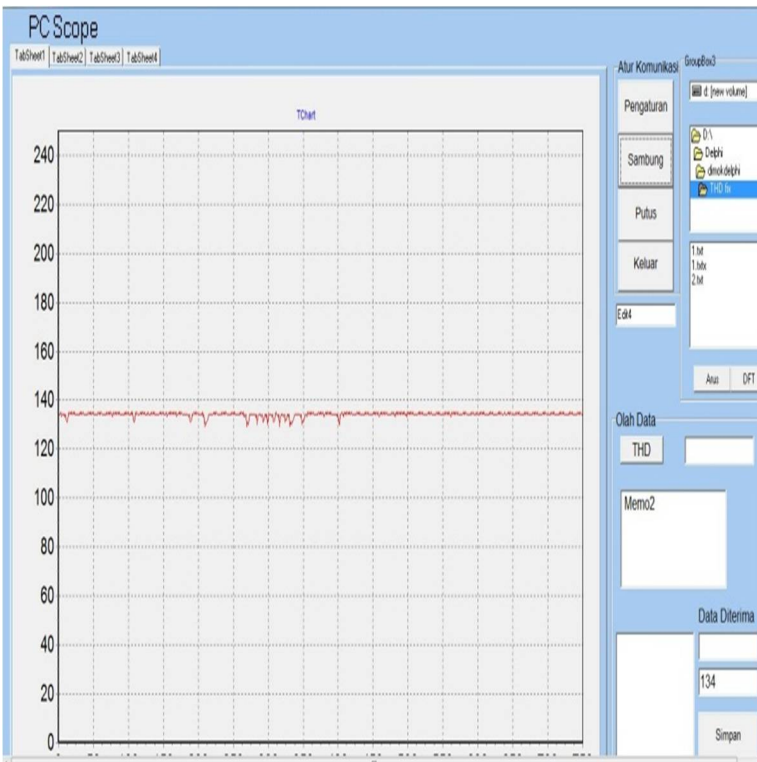 PC Scope
TabSheet1 TabSheet2 TabSheet3 TabSheet4
TChart
240
220
200
180
160
140
120
100
80
60
40
20
0
Atur Komunikasi
Pengaturan
Sambung
Putus
Keluar
Edit4
GroupBox3
d: [new volume]
D:\
Delphi
dmokdelphi
THD fix
1.txt
1.txtx
2.txt
Arus DFT
Olah Data
THD
Memo2
Data Diterima
134
Simpan